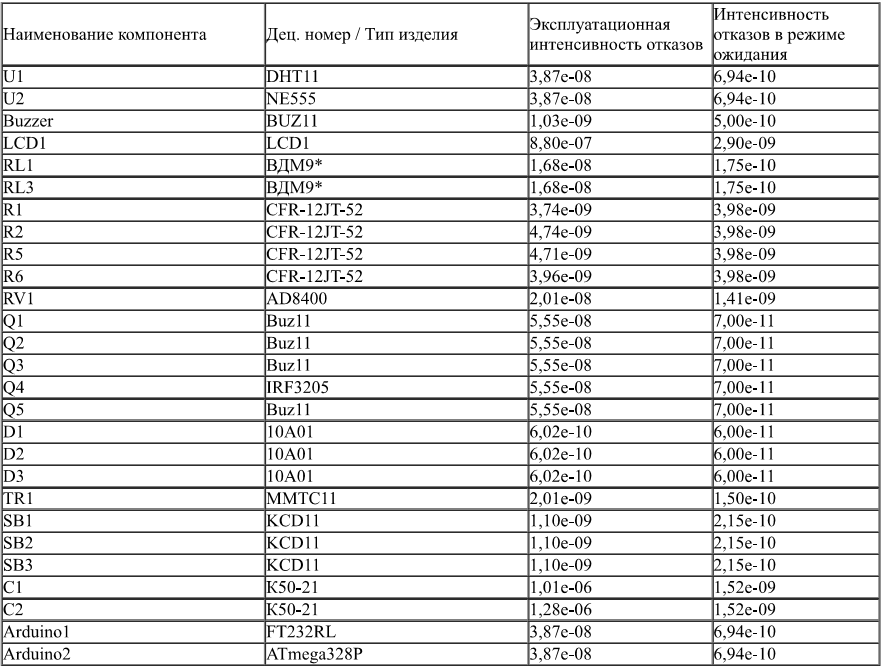 Наименование компонента Дец. номер / Тип изделия Эксплуатационная интенсивность отказов Интенсивность отказов в режиме ожидания
U1 DHT11 3,87e-08 6,94e-10
U2 NE555 3,87e-08 6,94e-10
Buzzer BUZ11 1,03e-09 5,00e-10
LCD1 LCD1 8,80e-07 2,90e-09
RL1 ВДМ9* 1,68e-08 1,75e-10
RL3 ВДМ9* 1,68e-08 1,75e-10
R1 CFR-12JT-52 3,74e-09 3,98e-09
R2 CFR-12JT-52 4,74e-09 3,98e-09
R5 CFR-12JT-52 4,71e-09 3,98e-09
R6 CFR-12JT-52 3,96e-09 3,98e-09
RV1 AD8400 2,01e-08 1,41e-09
Q1 Buz11 5,55e-08 7,00e-11
Q2 Buz11 5,55e-08 7,00e-11
Q3 Buz11 5,55e-08 7,00e-11
Q4 IRF3205 5,55e-08 7,00e-11
Q5 Buz11 5,55e-08 7,00e-11
D1 10A01 6,02e-10 6,00e-11
D2 10A01 6,02e-10 6,00e-11
D3 10A01 6,02e-10 6,00e-11
TR1 MMTC11 2,01e-09 1,50e-10
SB1 KCD11 1,10e-09 2,15e-10
SB2 KCD11 1,10e-09 2,15e-10
SB3 KCD11 1,10e-09 2,15e-10
C1 К50-21 1,01e-06 1,52e-09
C2 К50-21 1,28e-06 1,52e-09
Arduino1 FT232RL 3,87e-08 6,94e-10
Arduino2 ATmega328P 3,87e-08 6,94e-10